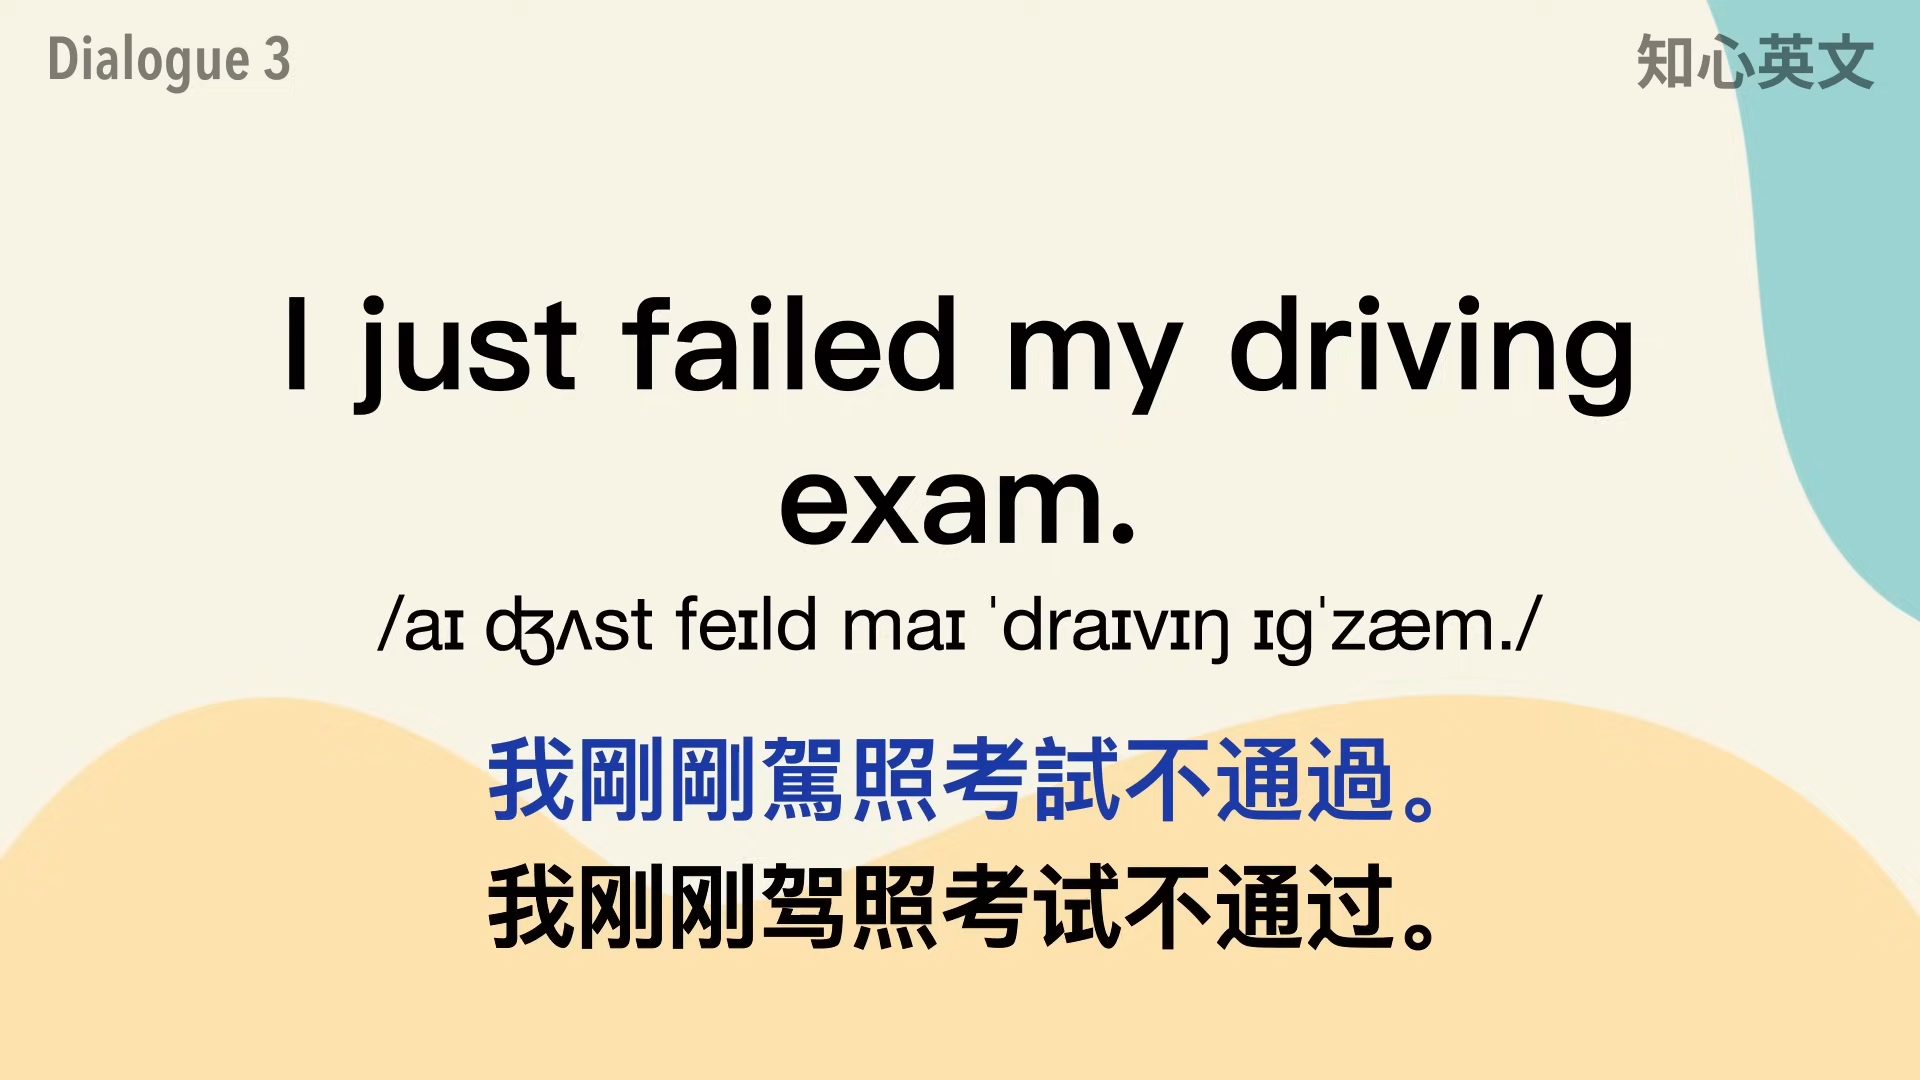 Dialogue 3
知心英文
I just failed my driving
exam.
/aɪ ʤʌst feɪld maɪ ˈdraɪvɪŋ ɪgˈzæm./
我剛剛駕照考試不通過。
我刚刚驾照考试不通过。